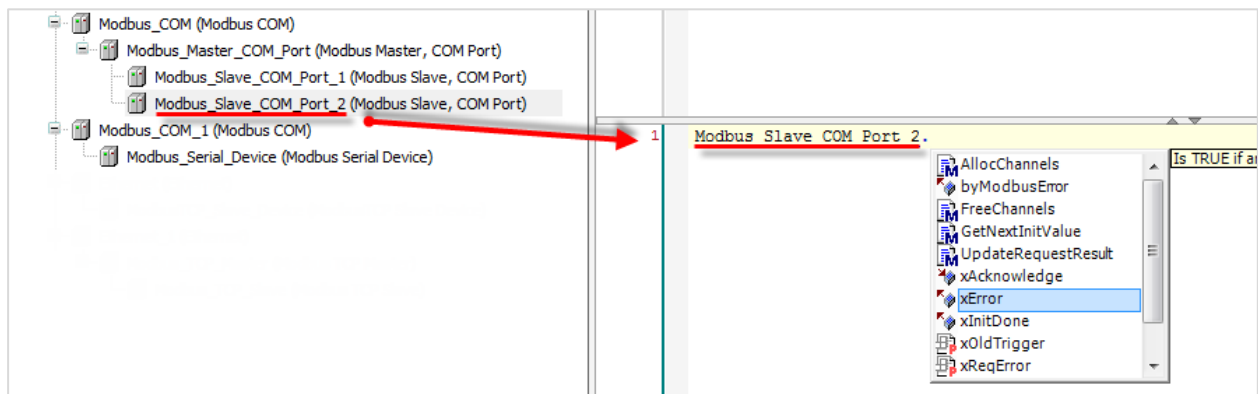 Modbus_COM (Modbus COM)
Modbus_Master_COM_Port (Modbus Master, COM Port)
Modbus_Slave_COM_Port_1 (Modbus Slave, COM Port)
Modbus_Slave_COM_Port_2 (Modbus Slave, COM Port)
Modbus_COM_1 (Modbus COM)
Modbus_Serial_Device (Modbus Serial Device)
1 Modbus_Slave_COM_Port_2.
AllocChannels
byModbusError
FreeChannels
GetNextInitValue
UpdateRequestResult
xAcknowledge
xError
xInitDone
xOldTrigger
xReqError
Is TRUE if a